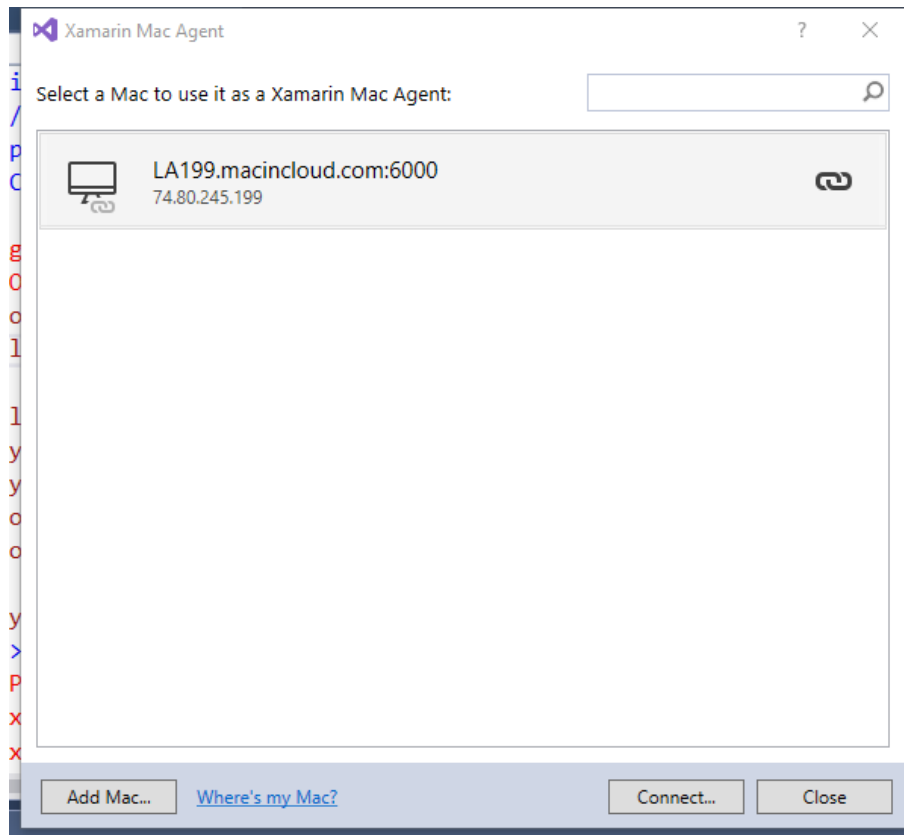 Xamarin Mac Agent
?
Select a Mac to use it as a Xamarin Mac Agent:
LA199.macincloud.com:6000
74.80.245.199
i
/
p
C
g
O
o
l
l
y
y
o
o
y
>
P
x
x
Add Mac...
Where's my Mac?
Connect...
Close